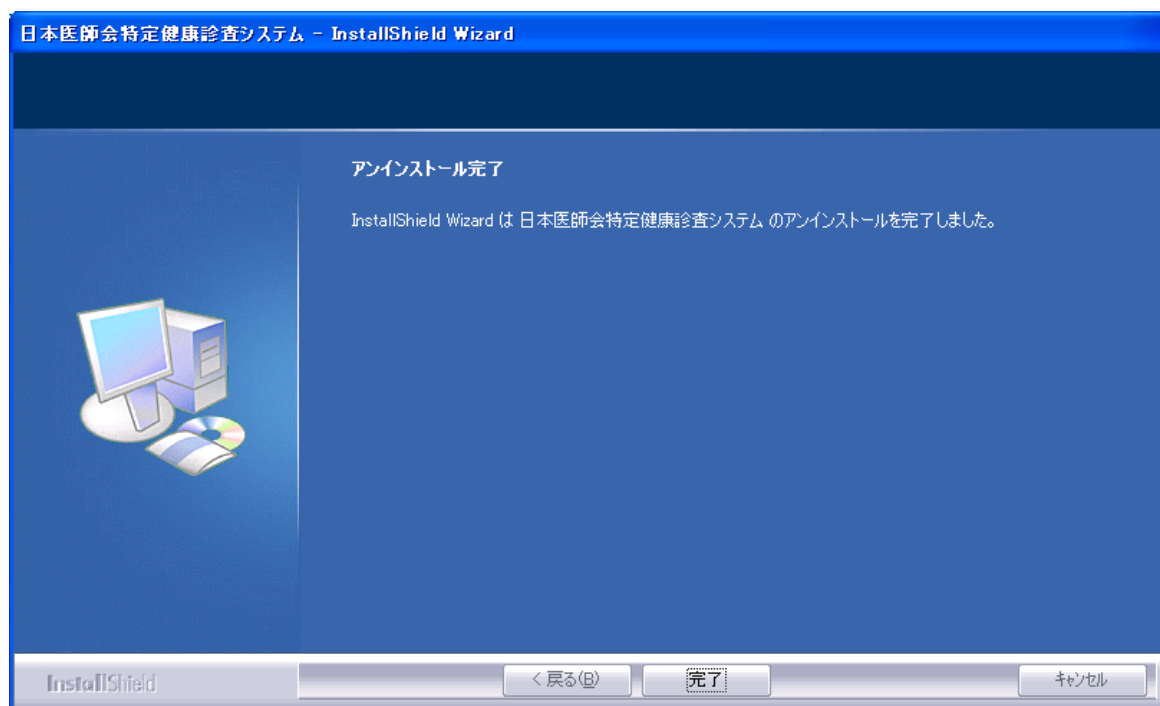 日本医師会特定健康診査システム - InstallShield Wizard
アンインストール完了
InstallShield Wizard は 日本医師会特定健康診査システム のアンインストールを完了しました。
InstallShield
< 戻る(B)
完了
キャンセル